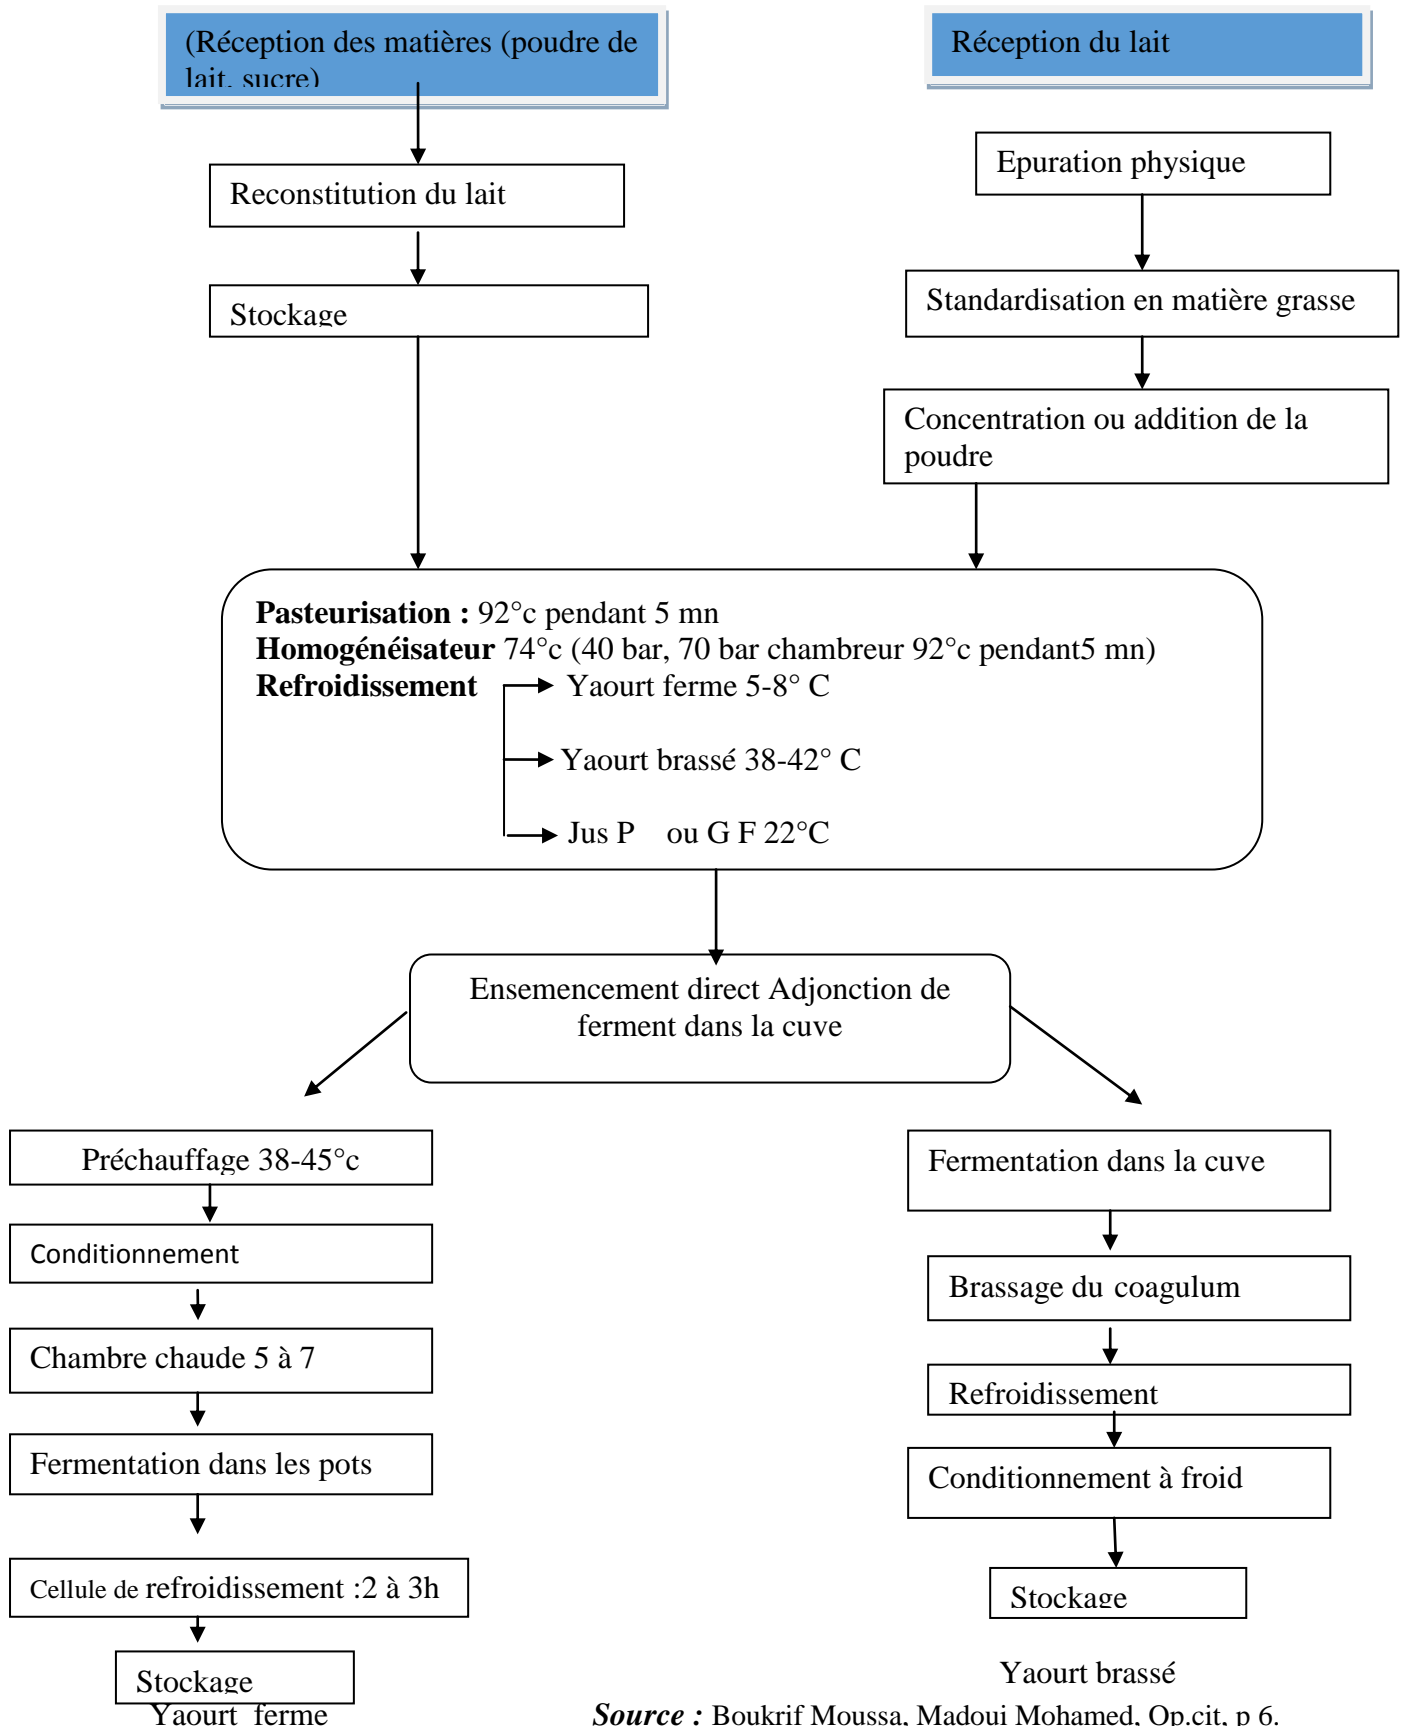 (Réception des matières (poudre de
lait, sucre)
Réception du lait
Epuration physique
Reconstitution du lait
Standardisation en matière grasse
Stockage
Concentration ou addition de la
poudre
Pasteurisation : 92°c pendant 5 mn
Homogénéisateur 74°c (40 bar, 70 bar chambreur 92°c pendant5 mn)
Refroidissement Yaourt ferme 5-8° C
Yaourt brassé 38-42° C
Jus P ou G F 22°C
Ensemencement direct Adjonction de
ferment dans la cuve
Préchauffage 38-45°c
Conditionnement
Chambre chaude 5 à 7
Fermentation dans les pots
Cellule de refroidissement :2 à 3h
Stockage
Yaourt ferme
Fermentation dans la cuve
Brassage du coagulum
Refroidissement
Conditionnement à froid
Stockage
Yaourt brassé
Source : Boukrif Moussa, Madoui Mohamed, Op.cit, p 6.